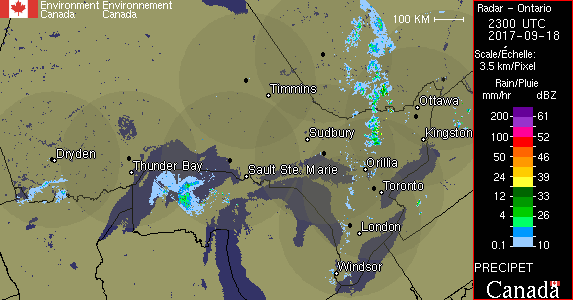 Environment Environnement
Canada Canada
100 KM
Timmins
Ottawa
Sudbury
Kingston
Dryden
Thunder Bay
Sault Ste. Marie
Orillia
Toronto
London
Windsor
Radar - Ontario
2300 UTC
2017-09-18
Scale/Échelle:
3.5 km/Pixel
Rain/Pluie
mm/hr dBZ
200 61
100 52
50 46
24 39
12 33
4 26
0.1 10
PRECIPET
Canada